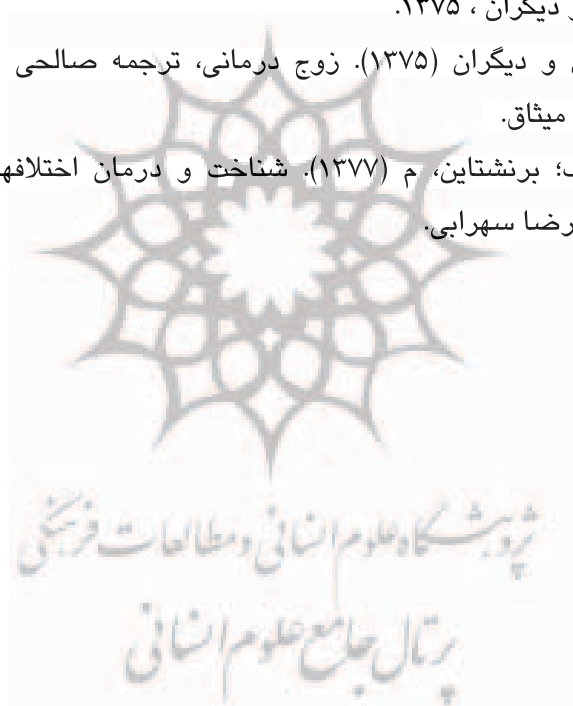 دیگران ، ۱۳۷۵.
و دیگران (۱۳۷۵). زوج درمانی، ترجمه صالحی
میثاق.
برنشتاین، م (۱۳۷۷). شناخت و درمان اختلافها
رضا سهرابی.
پژوهشگاه علوم انسانی و مطالعات فرهنگی
پرتال جامع علوم انسانی